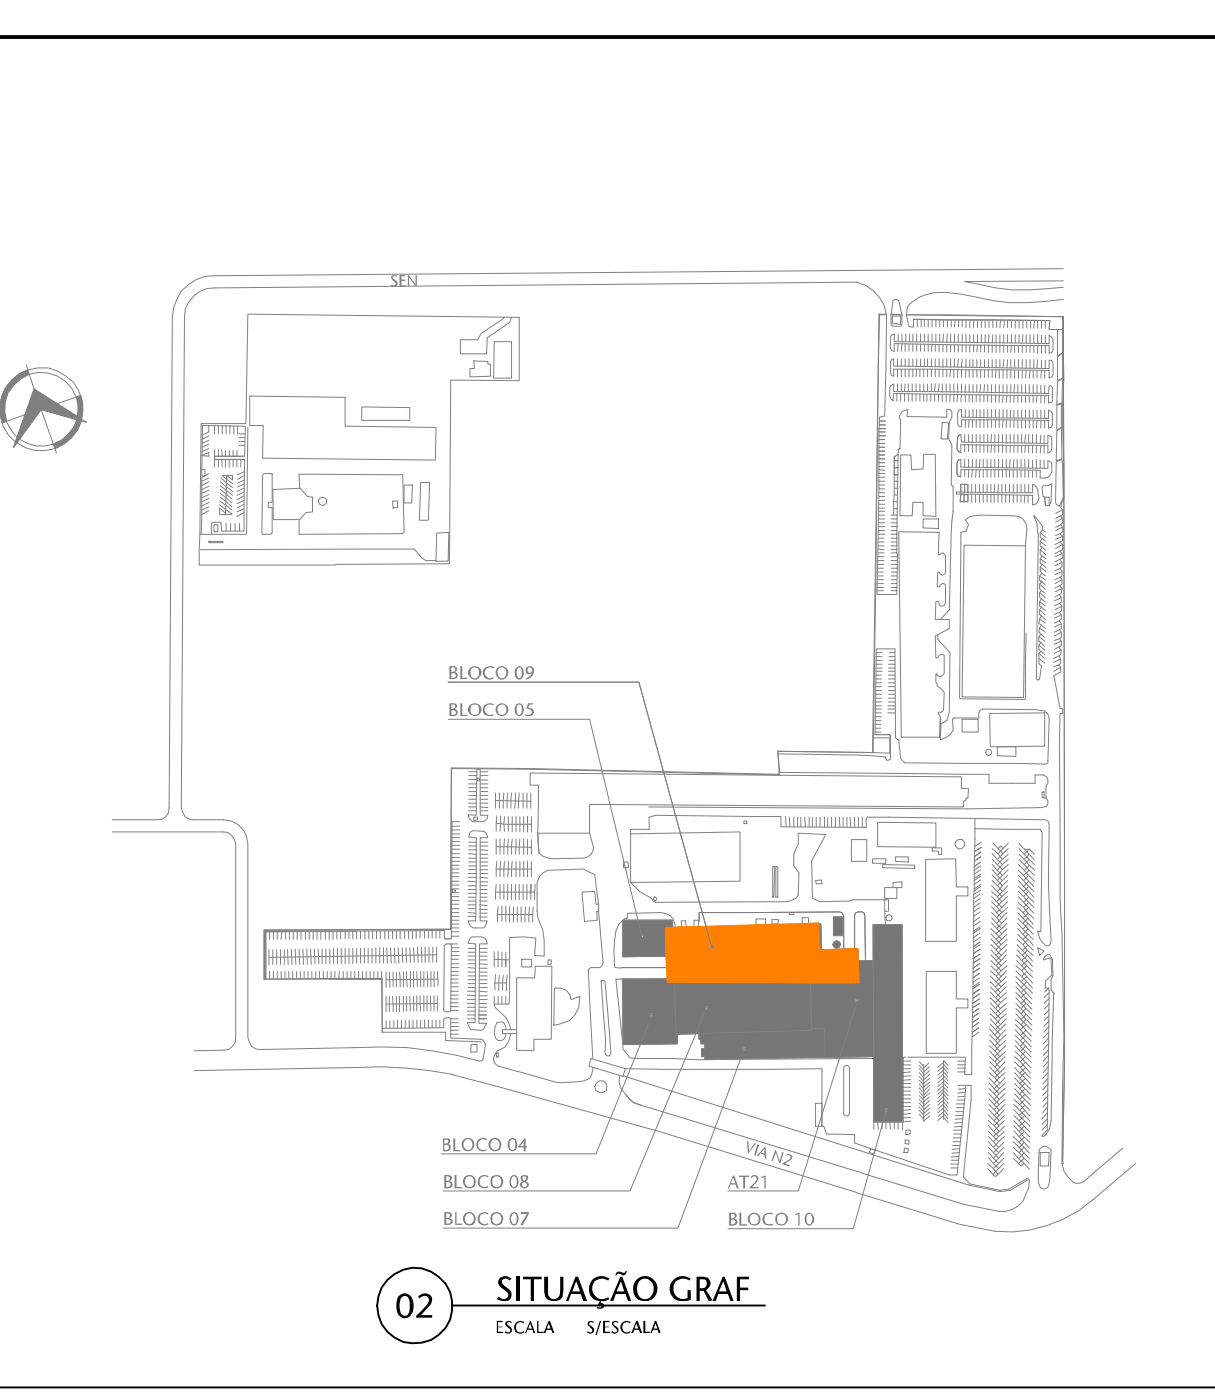 SEN
BLOCO 09
BLOCO 05
BLOCO 04
BLOCO 08
BLOCO 07
VIA N2
AT21
BLOCO 10
02
SITUAÇÃO GRAF
ESCALA S/ESCALA